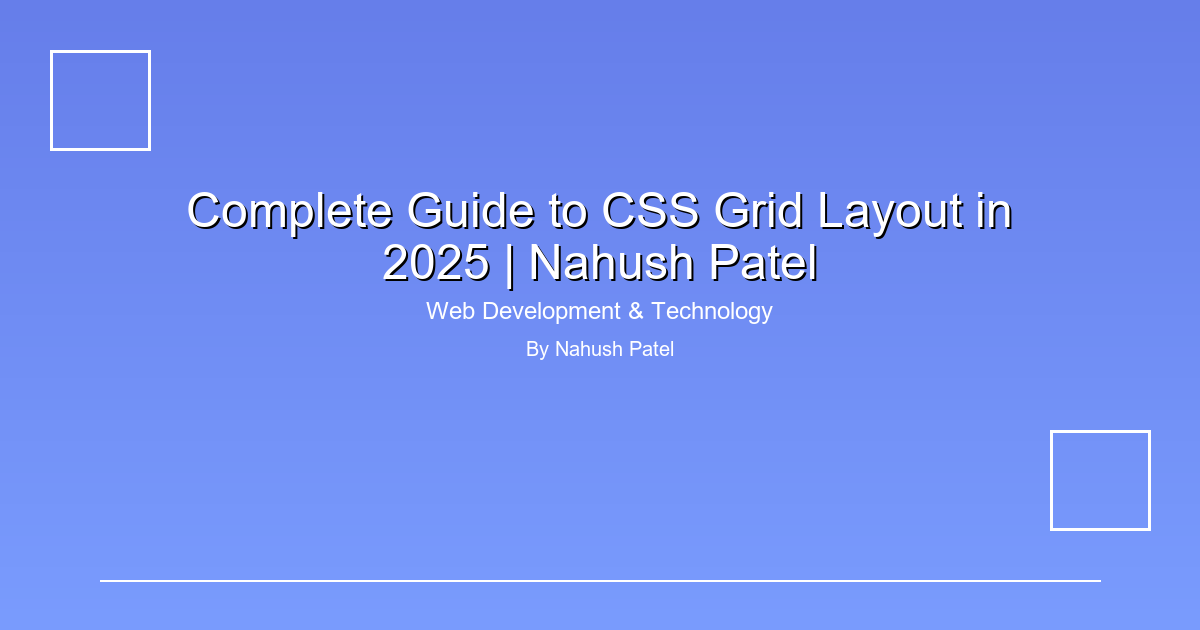 Complete Guide to CSS Grid Layout in
2025 | Nahush Patel
Web Development & Technology
By Nahush Patel